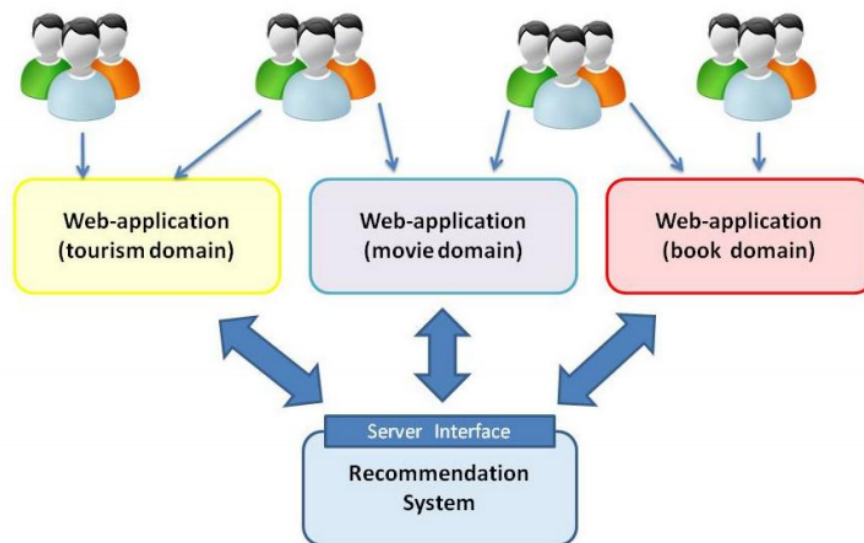 Web-application
(tourism domain)
Web-application
(movie domain)
Web-application
(book domain)
Server Interface
Recommendation
System